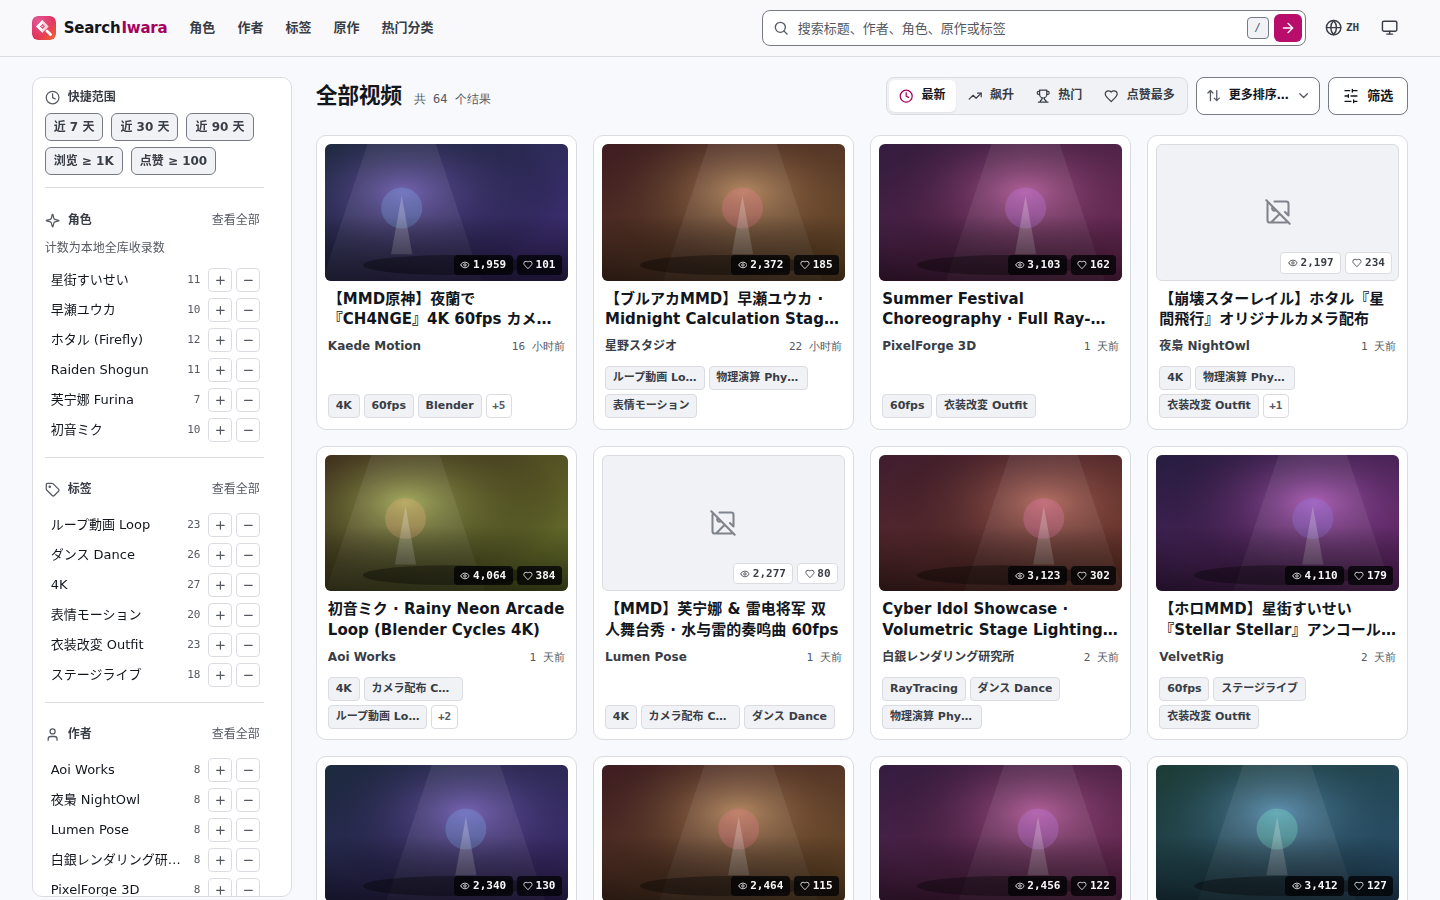 SearchIwara
角色
作者
标签
原作
热门分类
搜索标题、作者、角色、原作或标签
/
ZH
快捷范围
近 7 天
近 30 天
近 90 天
浏览 ≥ 1K
点赞 ≥ 100
角色
查看全部
计数为本地全库收录数
星街すいせい 11 + −
早瀬ユウカ 10 + −
ホタル (Firefly) 12 + −
Raiden Shogun 11 + −
芙宁娜 Furina 7 + −
初音ミク 10 + −
标签
查看全部
ループ動画 Loop 23 + −
ダンス Dance 26 + −
4K 27 + −
表情モーション 20 + −
衣装改変 Outfit 23 + −
ステージライブ 18 + −
作者
查看全部
Aoi Works 8 + −
夜梟 NightOwl 8 + −
Lumen Pose 8 + −
白銀レンダリング研... 8 + −
PixelForge 3D 8 + −
全部视频
共 64 个结果
最新
飙升
热门
点赞最多
更多排序...
筛选
1,959 101
【MMD原神】夜蘭で
『CH4NGE』4K 60fps カメ...
Kaede Motion
16 小时前
4K 60fps Blender +5
2,372 185
【ブルアカMMD】早瀬ユウカ ·
Midnight Calculation Stag...
星野スタジオ
22 小时前
ループ動画 Lo... 物理演算 Phy...
表情モーション
3,103 162
Summer Festival
Choreography · Full Ray-...
PixelForge 3D
1 天前
60fps 衣装改変 Outfit
2,197 234
【崩壊スターレイル】ホタル『星
間飛行』オリジナルカメラ配布
夜梟 NightOwl
1 天前
4K 物理演算 Phy...
衣装改変 Outfit +1
4,064 384
初音ミク · Rainy Neon Arcade
Loop (Blender Cycles 4K)
Aoi Works
1 天前
4K カメラ配布 C...
ループ動画 Lo... +2
2,277 80
【MMD】芙宁娜 & 雷电将军 双
人舞台秀 · 水与雷的奏鸣曲 60fps
Lumen Pose
1 天前
4K カメラ配布 C... ダンス Dance
3,123 302
Cyber Idol Showcase ·
Volumetric Stage Lighting...
白銀レンダリング研究所
2 天前
RayTracing ダンス Dance
物理演算 Phy...
4,110 179
【ホロMMD】星街すいせい
『Stellar Stellar』アンコール...
VelvetRig
2 天前
60fps ステージライブ
衣装改変 Outfit
2,340 130
2,464 115
2,456 122
3,412 127